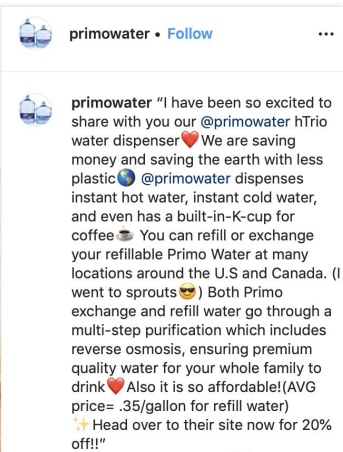 primowater • Follow
primowater “I have been so excited to
share with you our @primowater hTrio
water dispenser❤️We are saving
money and saving the earth with less
plastic🌎 @primowater dispenses
instant hot water, instant cold water,
and even has a built-in-K-cup for
coffee☕ You can refill or exchange
your refillable Primo Water at many
locations around the U.S and Canada. (I
went to sprouts😎) Both Primo
exchange and refill water go through a
multi-step purification which includes
reverse osmosis, ensuring premium
quality water for your whole family to
drink❤️Also it is so affordable!(AVG
price= .35/gallon for refill water)
✨Head over to their site now for 20%
off!!”